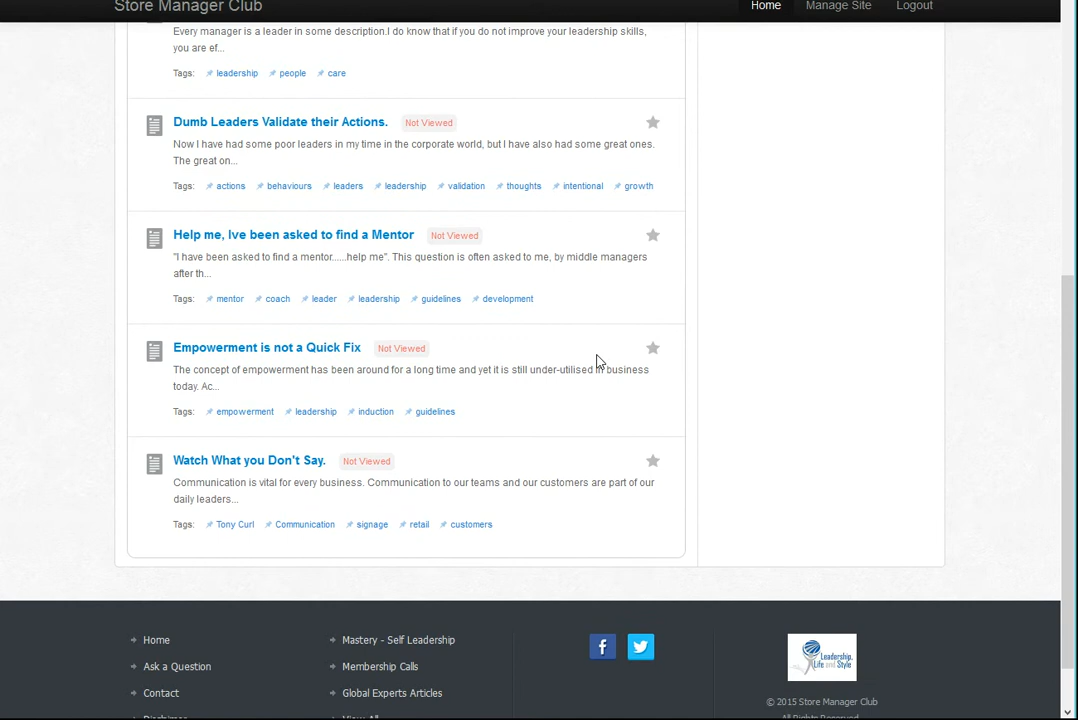 Store Manager Club
Home Manage Site Logout
Every manager is a leader in some description.I do know that if you do not improve your leadership skills,
you are ef...
Tags: leadership people care
Dumb Leaders Validate their Actions. Not Viewed
Now I have had some poor leaders in my time in the corporate world, but I have also had some great ones.
The great on...
Tags: actions behaviours leaders leadership validation thoughts intentional growth
Help me, Ive been asked to find a Mentor Not Viewed
"I have been asked to find a mentor......help me". This question is often asked to me, by middle managers
after th...
Tags: mentor coach leader leadership guidelines development
Empowerment is not a Quick Fix Not Viewed
The concept of empowerment has been around for a long time and yet it is still under-utilised in business
today. Ac...
Tags: empowerment leadership induction guidelines
Watch What you Don't Say. Not Viewed
Communication is vital for every business. Communication to our teams and our customers are part of our
daily leaders...
Tags: Tony Curl Communication signage retail customers
Home
Ask a Question
Contact
Disclaimer
Mastery - Self Leadership
Membership Calls
Global Experts Articles
View All
Leadership,
Life and Style
© 2015 Store Manager Club
All Rights Reserved